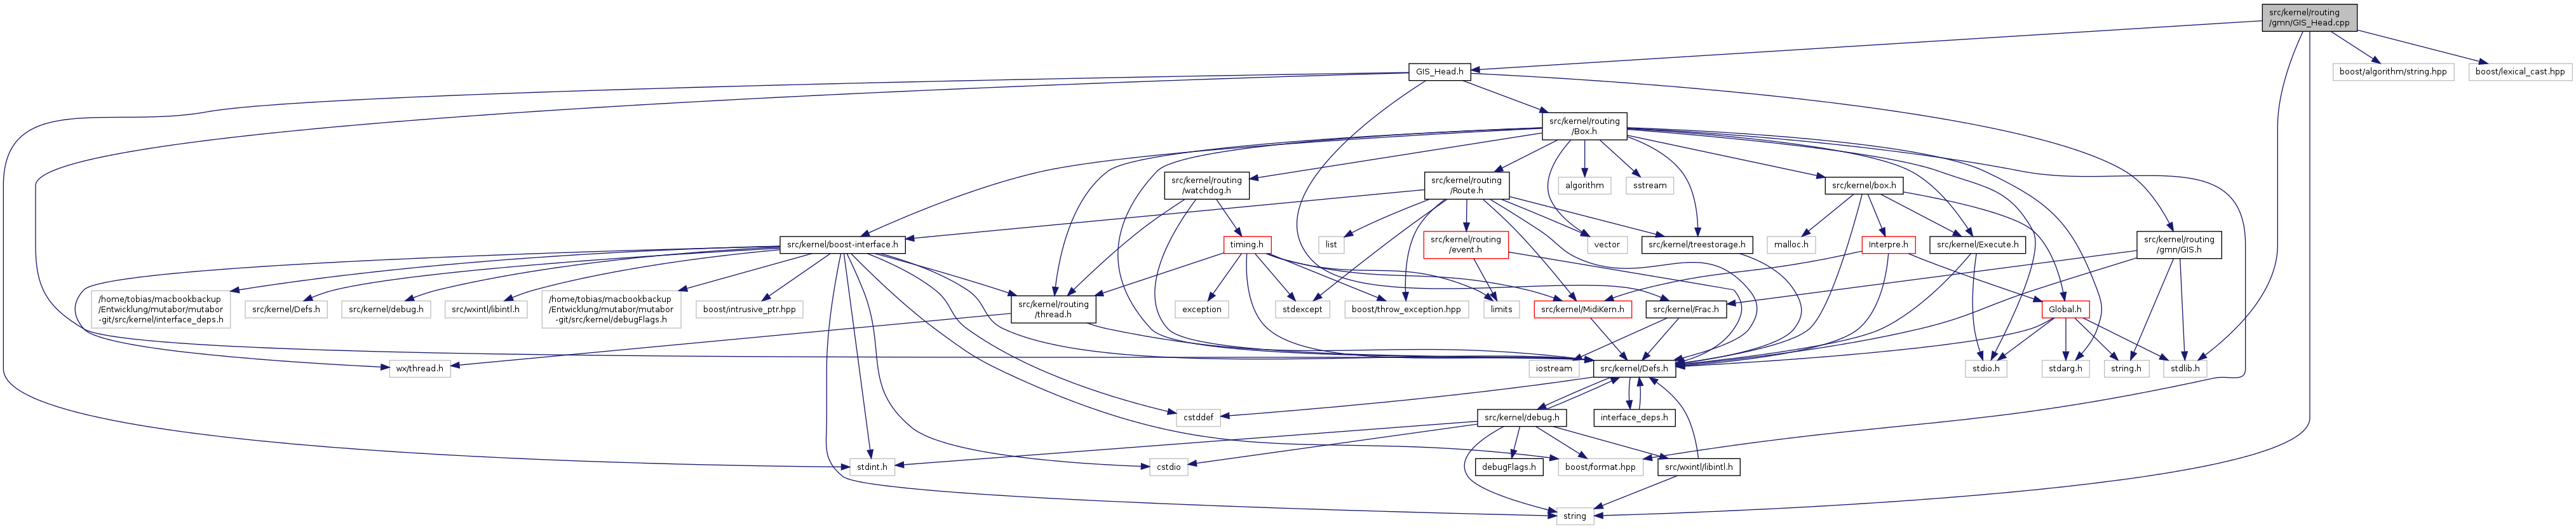 src/kernel/routing
/gmn/GIS_Head.cpp
GIS_Head.h
boost/algorithm/string.hpp
boost/lexical_cast.hpp
src/kernel/routing
/Box.h
src/kernel/routing
/watchdog.h
src/kernel/routing
/Route.h
algorithm
sstream
src/kernel/box.h
src/kernel/boost-interface.h
timing.h
list
src/kernel/routing
/event.h
vector
src/kernel/treestorage.h
malloc.h
Interpre.h
src/kernel/Execute.h
src/kernel/routing
/gmn/GIS.h
/home/tobias/macbookbackup
/Entwicklung/mutabor/mutabor
-git/src/kernel/interface_deps.h
src/kernel/Defs.h
src/kernel/debug.h
src/wxintl/libintl.h
/home/tobias/macbookbackup
/Entwicklung/mutabor/mutabor
-git/src/kernel/debugFlags.h
boost/intrusive_ptr.hpp
src/kernel/routing
/thread.h
exception
stdexcept
boost/throw_exception.hpp
limits
src/kernel/MidiKern.h
src/kernel/Frac.h
Global.h
wx/thread.h
iostream
src/kernel/Defs.h
stdio.h
stdarg.h
string.h
stdlib.h
cstddef
src/kernel/debug.h
interface_deps.h
stdint.h
cstdio
debugFlags.h
boost/format.hpp
src/wxintl/libintl.h
string